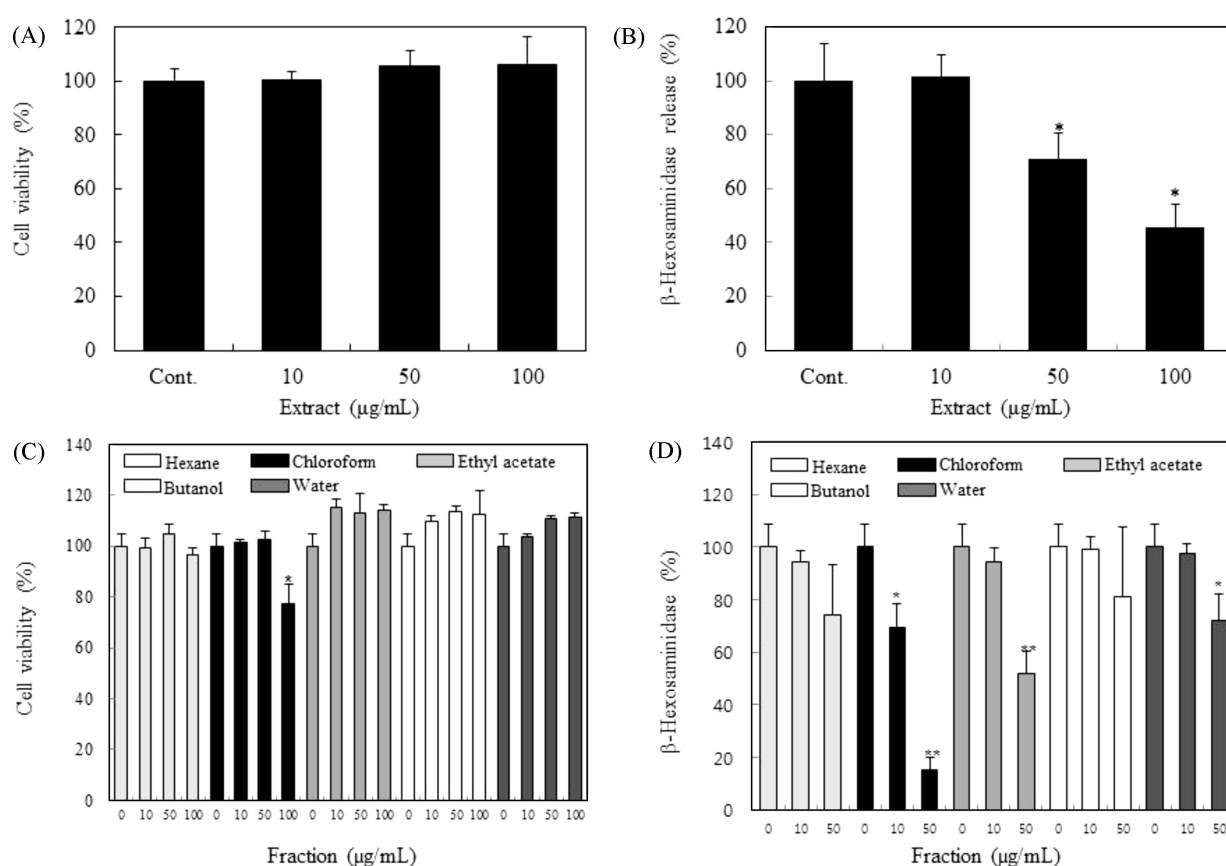 (A)
Cell viability (%)
120
100
80
60
40
20
0
Cont. 10 50 100
Extract (µg/mL)
(B)
β-Hexosaminidase release (%)
120
100
80
60
40
20
0
*
*
Cont. 10 50 100
Extract (µg/mL)
(C)
Cell viability (%)
140
120
100
80
60
40
20
0
Hexane Chloroform Ethyl acetate
Butanol Water
*
0 10 50 100 0 10 50 100 0 10 50 100 0 10 50 100 0 10 50 100
Fraction (µg/mL)
(D)
β-Hexosaminidase (%)
140
120
100
80
60
40
20
0
Hexane Chloroform Ethyl acetate
Butanol Water
*
**
**
*
0 10 50 0 10 50 0 10 50 0 10 50 0 10 50
Fraction (µg/mL)